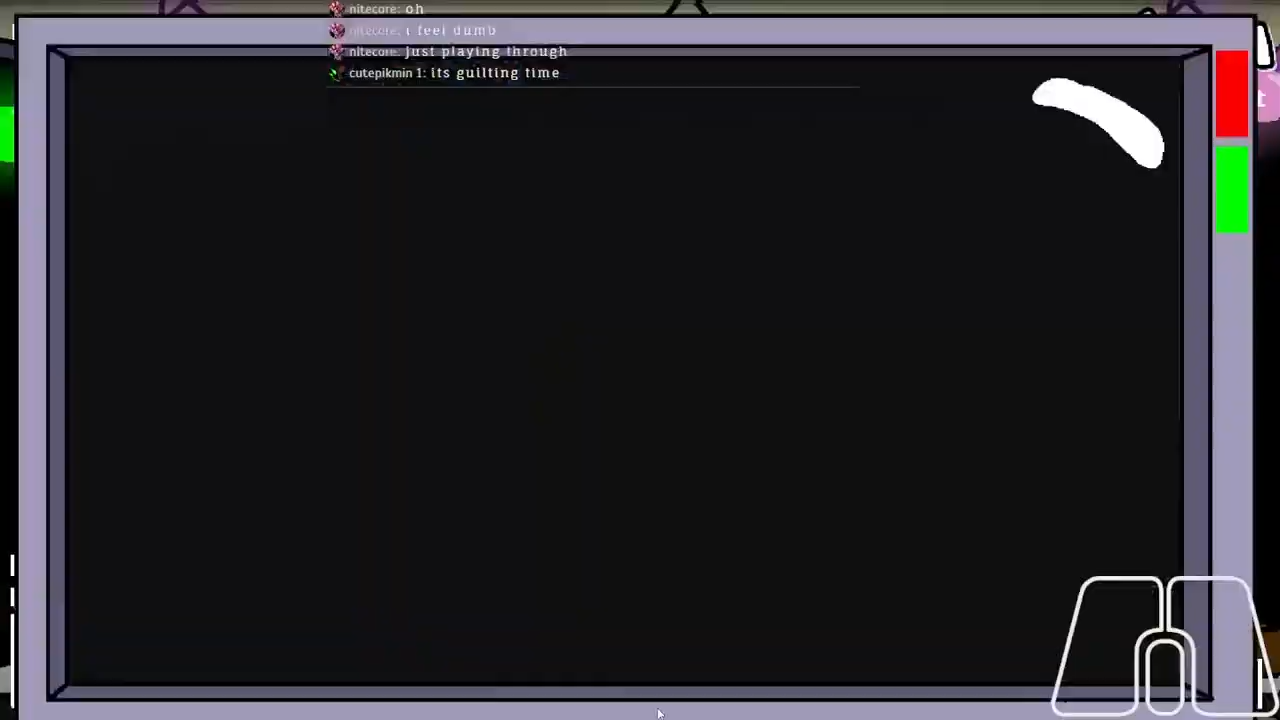 nitecore: oh
nitecore: i feel dumb
nitecore: Just playing through
cutepikmin 1: its guilting time
t